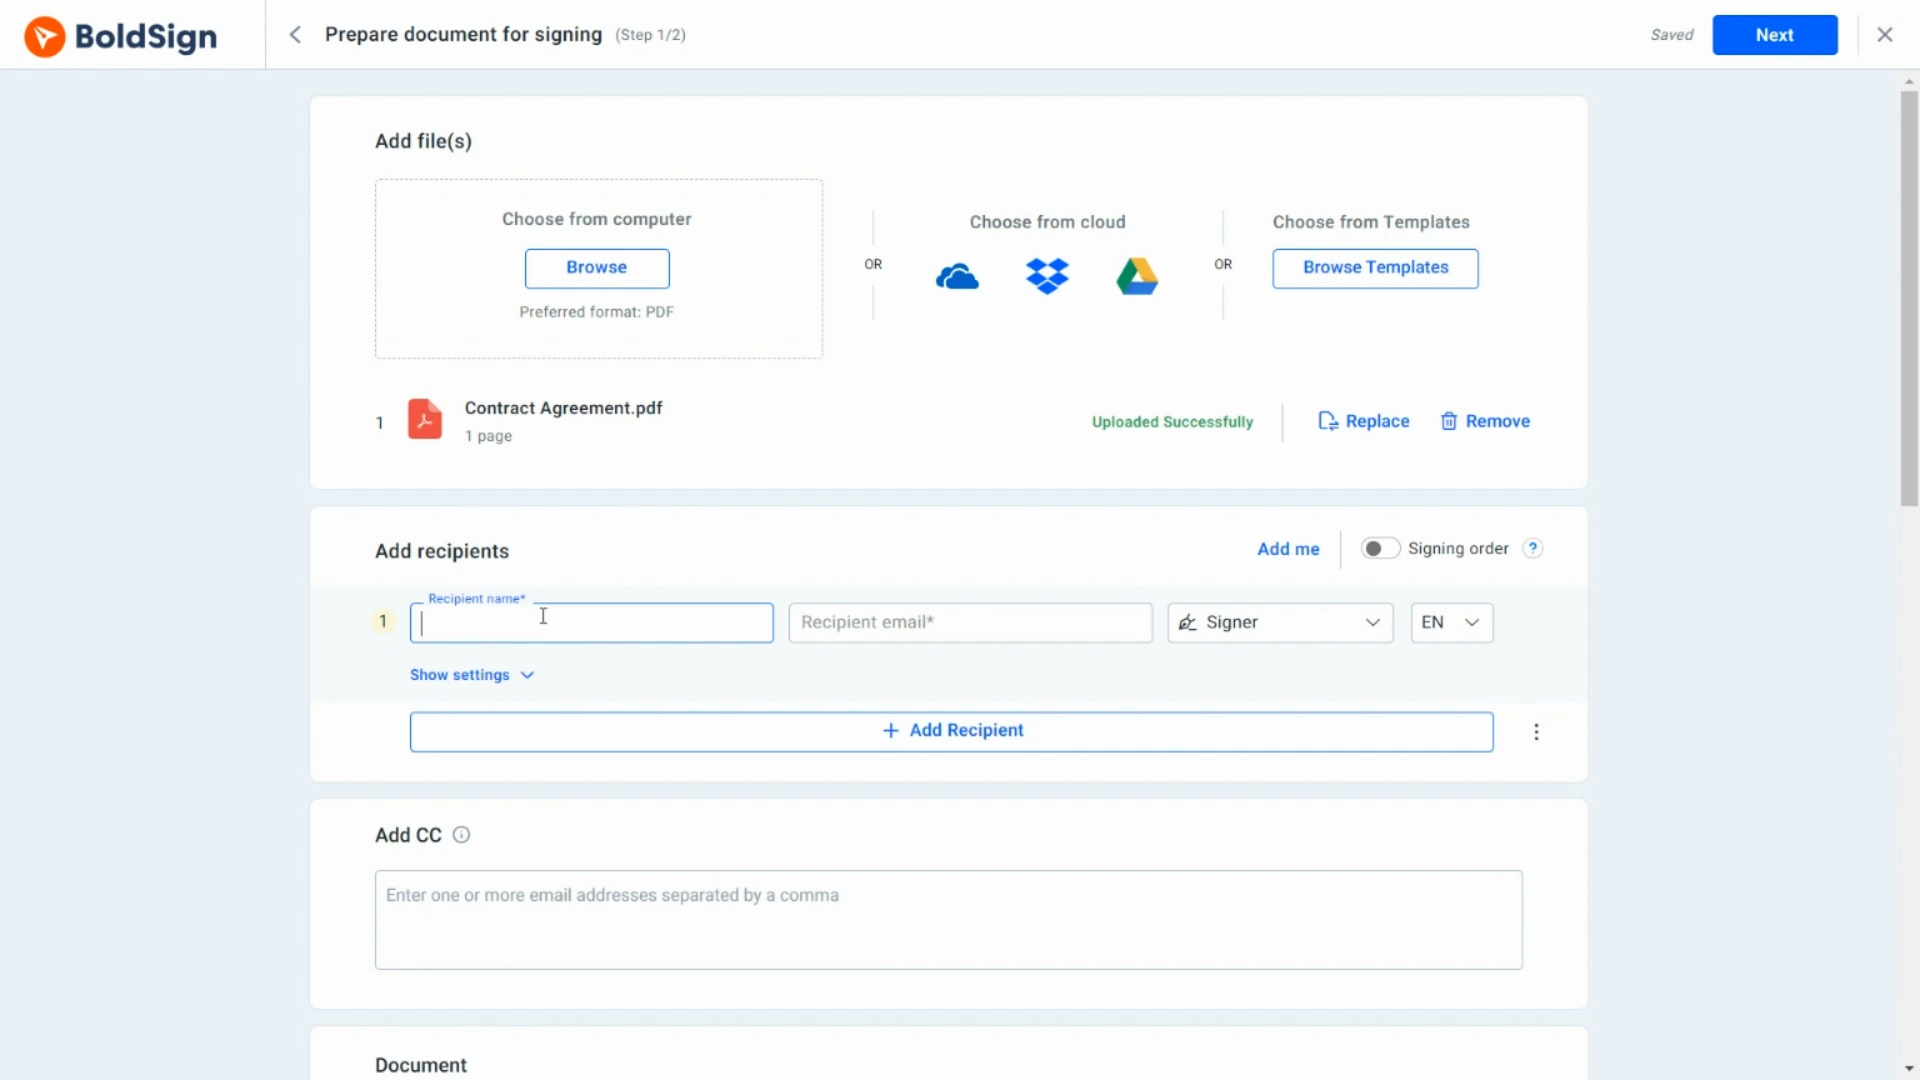 BoldSign
Prepare document for signing (Step 1/2)
Saved
Next
Add file(s)
Choose from computer
Browse
Preferred format: PDF
OR
Choose from cloud
OR
Choose from Templates
Browse Templates
1
Contract Agreement.pdf
1 page
Uploaded Successfully
Replace
Remove
Add recipients
Add me
Signing order ?
1
Recipient name*
Recipient email*
Signer
EN
Show settings
+ Add Recipient
Add CC
Enter one or more email addresses separated by a comma
Document